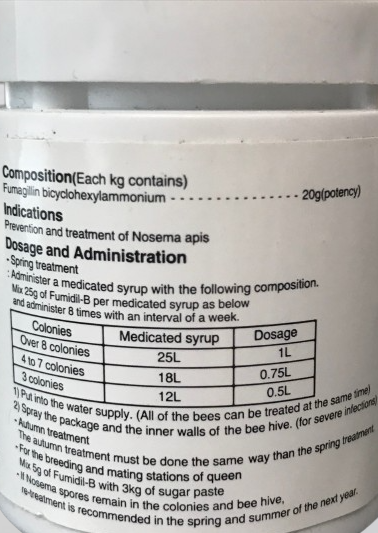 Composition(Each kg contains)
Fumagillin bicyclohexylammonium - - - - - - - - - - - - - - 20g(potency)
Indications
Prevention and treatment of Nosema apis
Dosage and Administration
- Spring treatment
: Administer a medicated syrup with the following composition.
Mix 25g of Fumidil-B per medicated syrup as below
and administer 8 times with an interval of a week.
Colonies Medicated syrup Dosage
Over 8 colonies 25L 1L
4 to 7 colonies 18L 0.75L
3 colonies 12L 0.5L
1) Put into the water supply. (All of the bees can be treated at the same time)
2) Spray the package and the inner walls of the bee hive. (for severe infections)
- Autumn treatment
The autumn treatment must be done the same way than the spring treatment.
- For the breeding and mating stations of queen
Mix 5g of Fumidil-B with 3kg of sugar paste
- If Nosema spores remain in the colonies and bee hive,
re-treatment is recommended in the spring and summer of the next year.